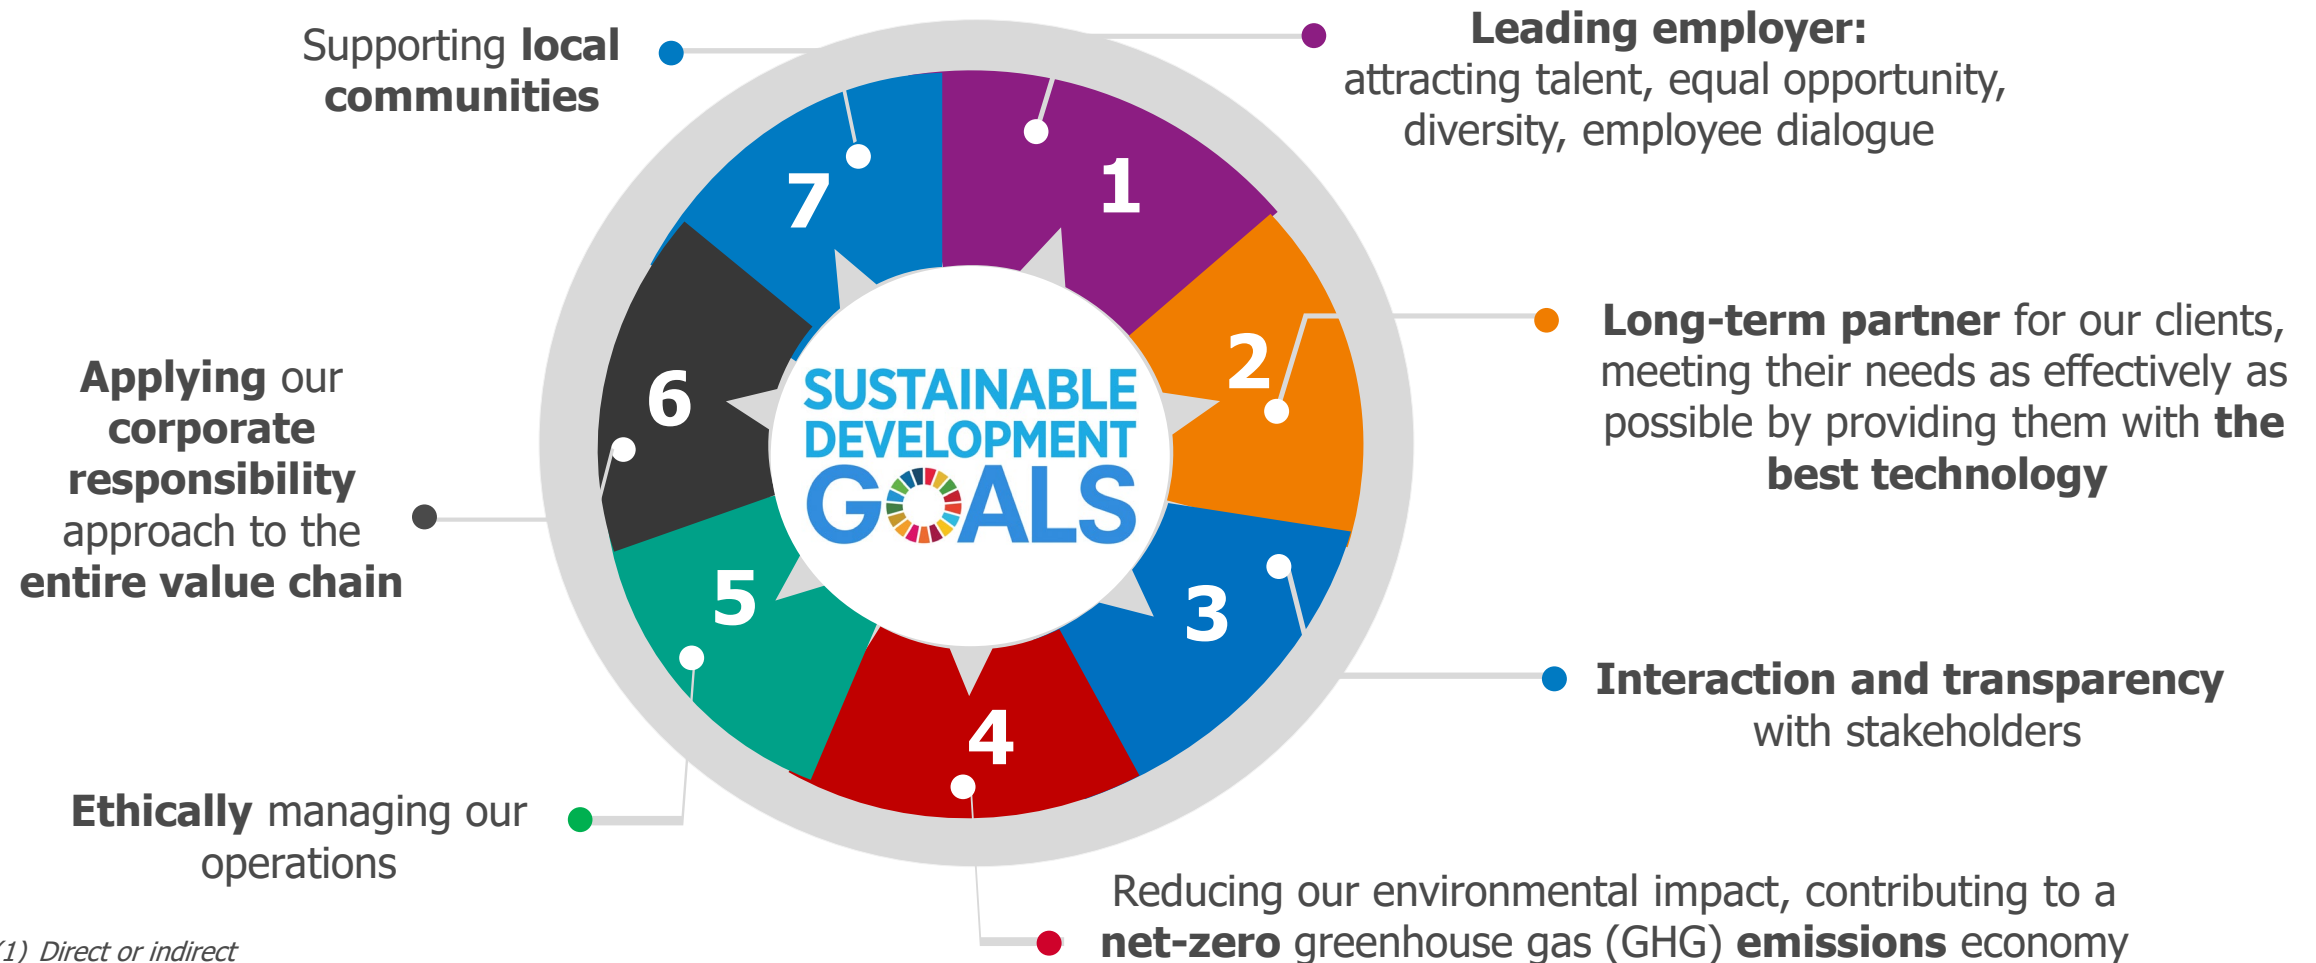 Supporting local
communities
Leading employer:
attracting talent, equal opportunity,
diversity, employee dialogue
1
7
Long-term partner for our clients,
meeting their needs as effectively as
possible by providing them with the
best technology
2
Applying our
corporate
responsibility
approach to the
entire value chain
6
SUSTAINABLE
DEVELOPMENT
GOALS
5
3
Interaction and transparency
with stakeholders
4
Ethically managing our
operations
Reducing our environmental impact, contributing to a
net-zero greenhouse gas (GHG) emissions economy
(1) Direct or indirect